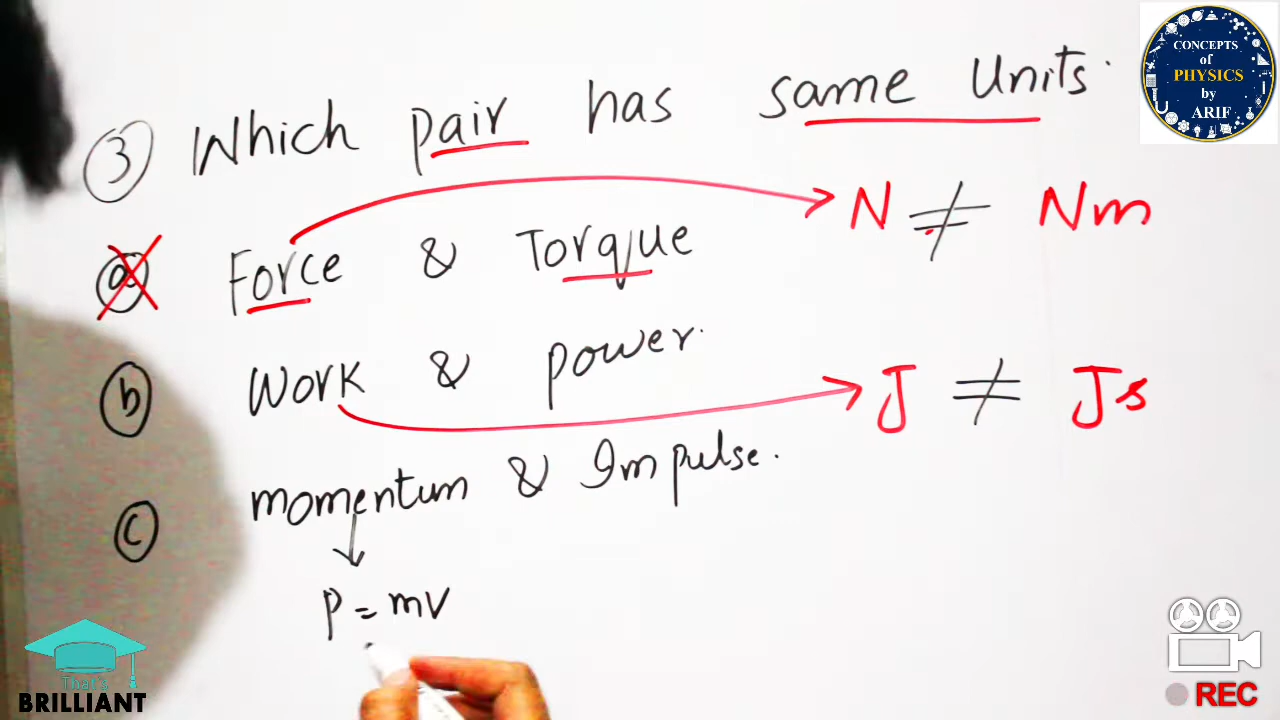 ③ Which pair has same Units.
ⓐ Force & Torque N ≠ Nm
ⓑ Work & power. J ≠ Js
ⓒ momentum & Impulse.
P = mv
CONCEPTS
of
PHYSICS
by
ARIF
That's
BRILLIANT
REC